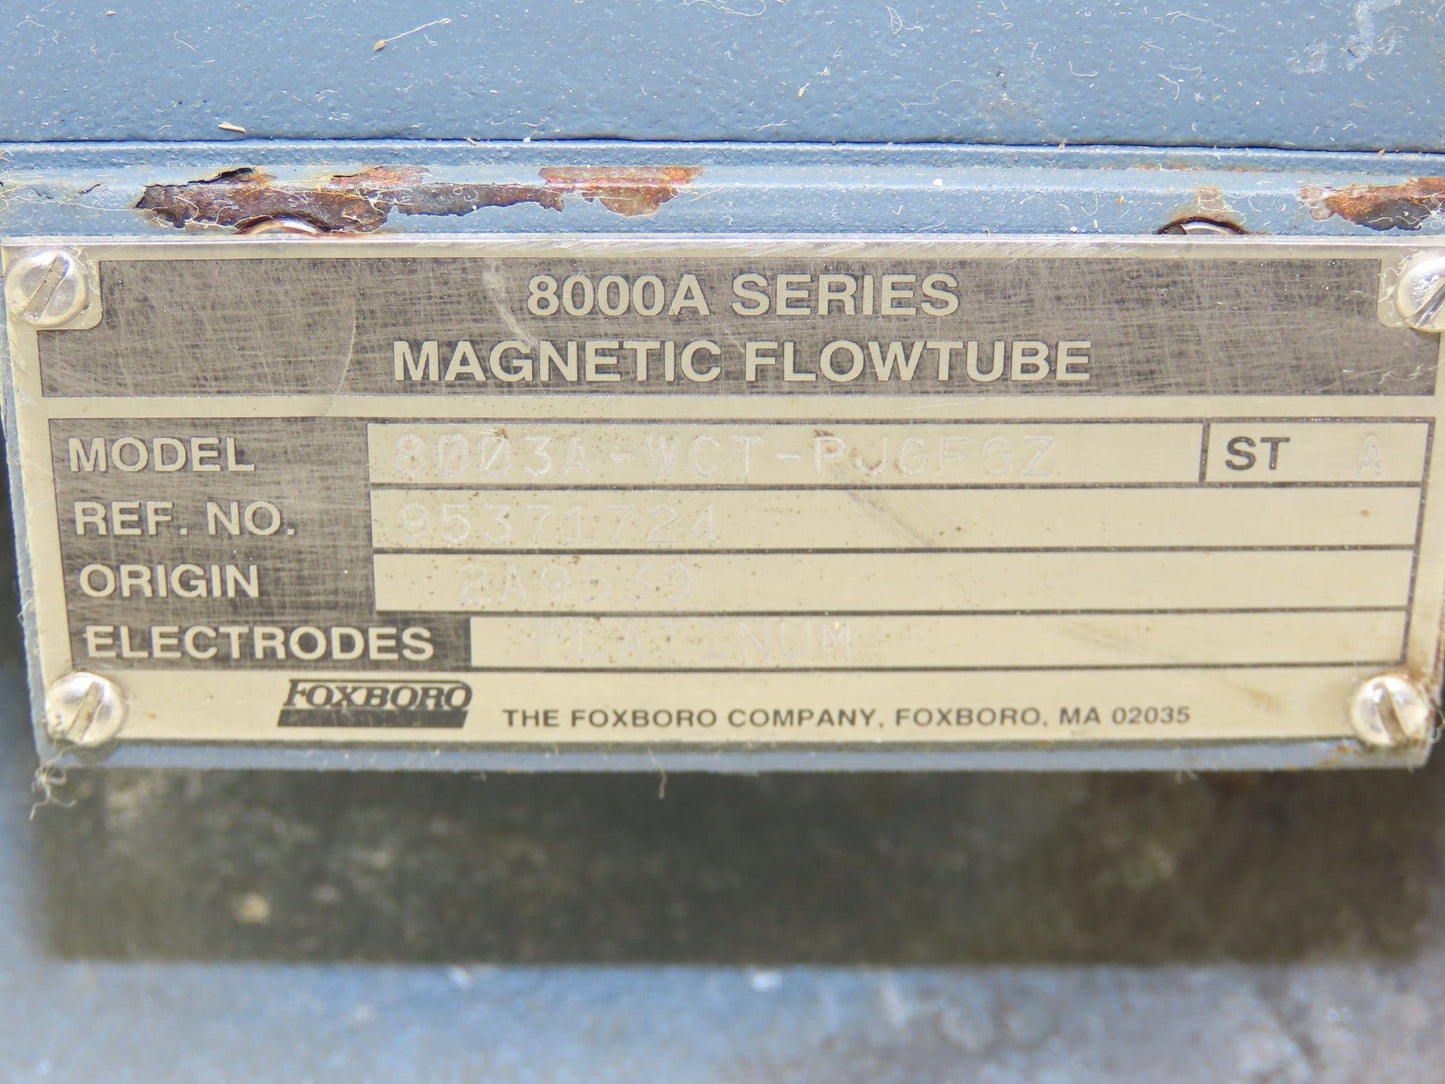 8000A SERIES
MAGNETIC FLOWTUBE
MODEL 8003A-WCT-PJGFGZ ST A
REF. NO. 95371724
ORIGIN 2A9539
ELECTRODES PLATINUM
FOXBORO THE FOXBORO COMPANY, FOXBORO, MA 02035